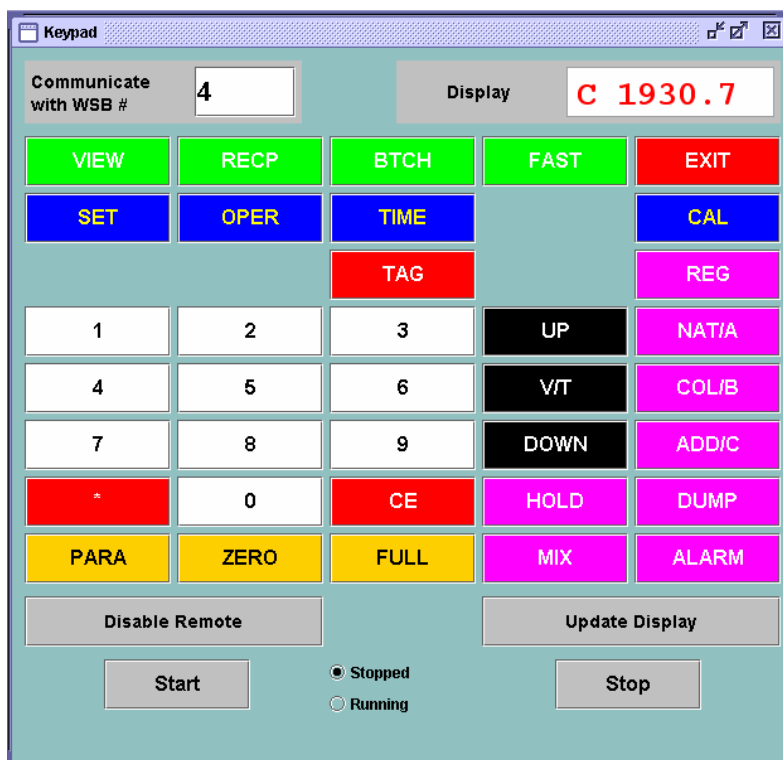 Keypad
Communicate
with WSB #
4
Display
C 1930.7
VIEW RECP BTCH FAST EXIT
SET OPER TIME CAL
TAG REG
1 2 3 UP NAT/A
4 5 6 V/T COL/B
7 8 9 DOWN ADD/C
* 0 CE HOLD DUMP
PARA ZERO FULL MIX ALARM
Disable Remote Update Display
Start
Stopped
Running
Stop